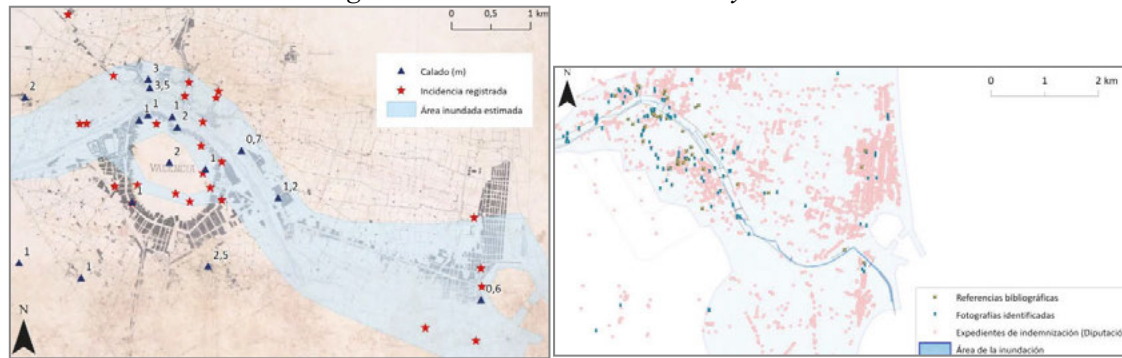 0 0,5 1 km
Calado (m)
Incidencia registrada
Área inundada estimada
3
3,5
2
1
1
1
2
0,7
VALENCIA
2
1
1
1,2
2,5
1
1
0,6
N
N
0 1 2 km
Referencias bibliográficas
Fotografías identificadas
Expedientes de indemnización (Diputació
Área de la inundación